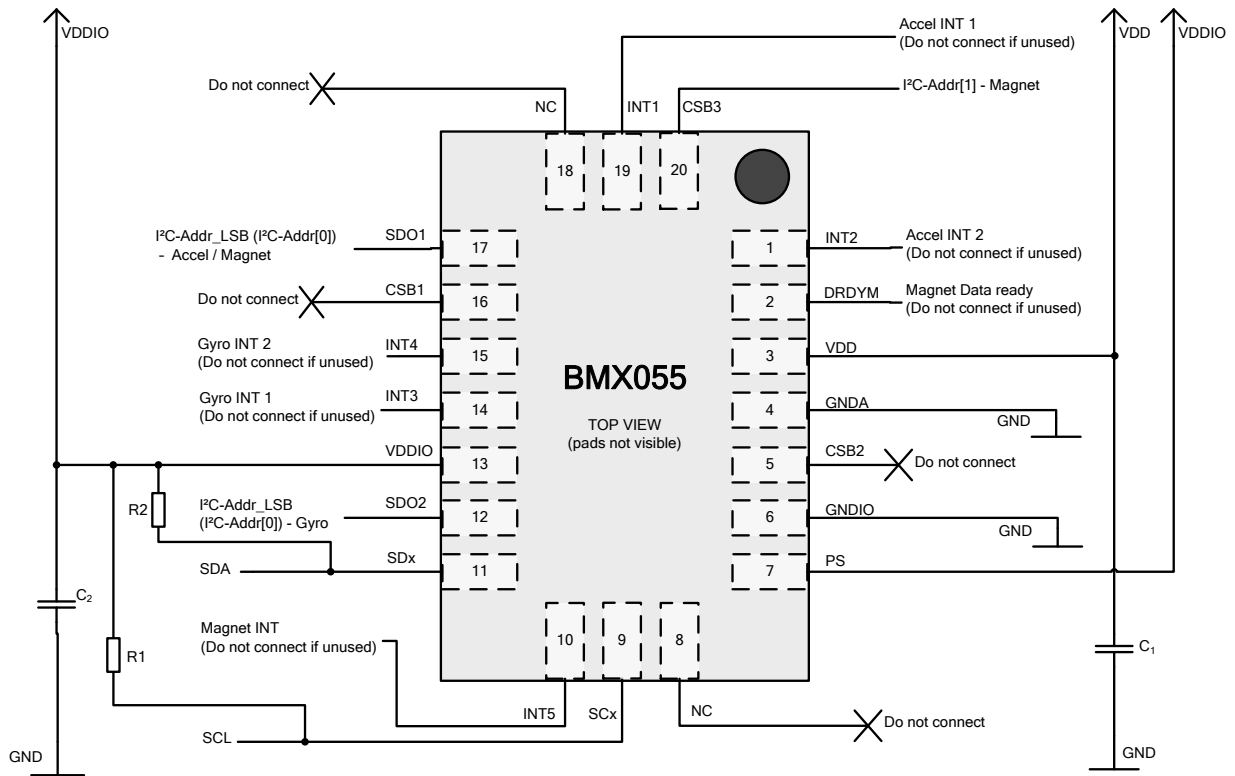 VDDIO
Accel INT 1
(Do not connect if unused)
VDD
VDDIO
Do not connect
I²C-Addr[1] - Magnet
NC
INT1
CSB3
18
19
20
I²C-Addr_LSB (I²C-Addr[0])
- Accel / Magnet
SDO1
17
1
INT2
Accel INT 2
(Do not connect if unused)
Do not connect
CSB1
16
2
DRDYM
Magnet Data ready
(Do not connect if unused)
Gyro INT 2
(Do not connect if unused)
INT4
15
3
VDD
BMX055
Gyro INT 1
(Do not connect if unused)
INT3
14
TOP VIEW
(pads not visible)
4
GNDA
GND
VDDIO
13
5
CSB2
Do not connect
R2
I²C-Addr_LSB
(I²C-Addr[0]) - Gyro
SDO2
12
6
GNDIO
GND
SDA
SDx
11
7
PS
C₂
Magnet INT
(Do not connect if unused)
10
9
8
R1
C₁
INT5
SCx
NC
Do not connect
SCL
GND
GND